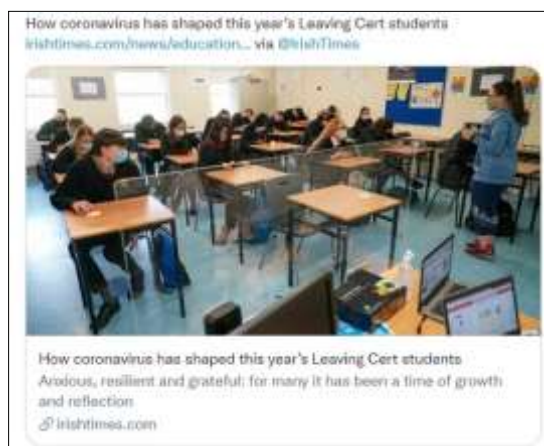 How coronavirus has shaped this year's Leaving Cert students
irishtimes.com/news/education... via @IrishTimes
How coronavirus has shaped this year's Leaving Cert students
Anxious, resilient and grateful: for many it has been a time of growth
and reflection
irishtimes.com